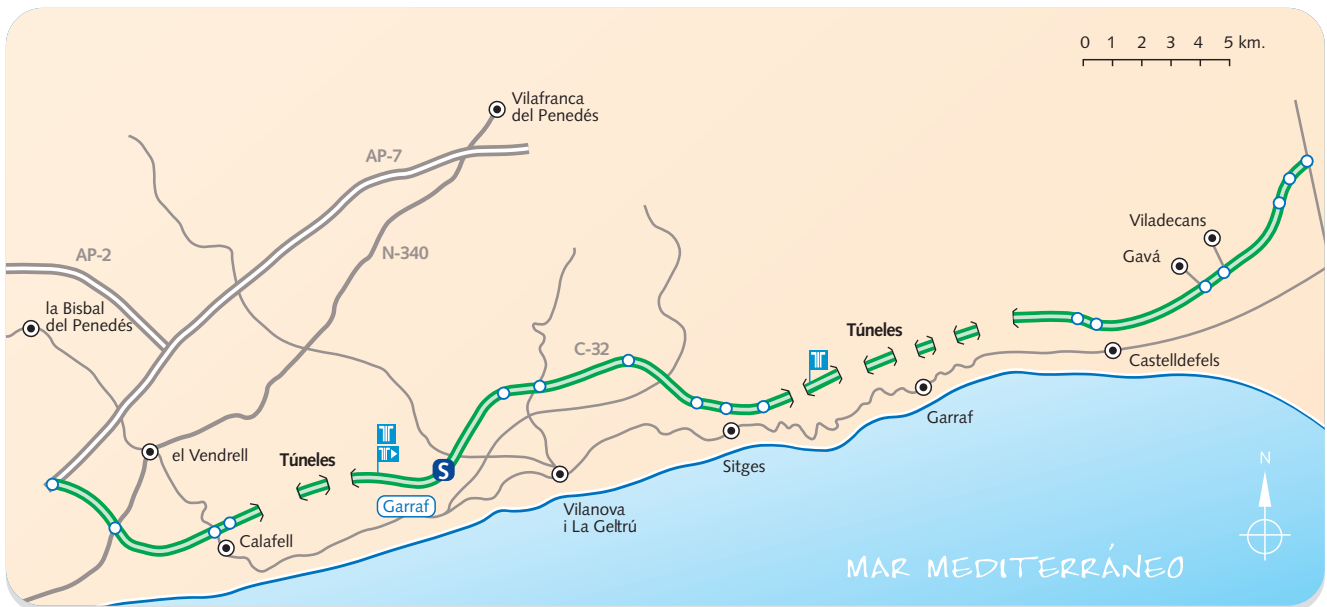 0 1 2 3 4 5 km.
Vilafranca
del Penedés
AP-7
Viladecans
N-340
AP-2
Gavá
la Bisbal
del Penedés
Túneles
C-32
Castelldefels
Garraf
el Vendrell
Túneles
Sitges
N
S
Garraf
Vilanova
i La Geltrú
Calafell
MAR MEDITERRÁNEO